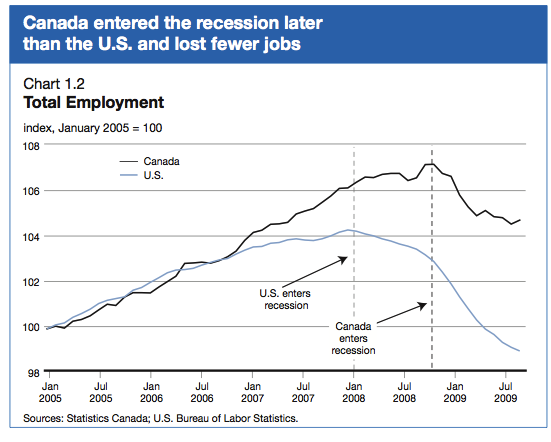 Canada entered the recession later
than the U.S. and lost fewer jobs
Chart 1.2
Total Employment
index, January 2005 = 100
108
106
104
102
100
98
Canada
U.S.
U.S. enters
recession
Canada
enters
recession
Jan Jul Jan Jul Jan Jul Jan Jul Jan Jul
2005 2005 2006 2006 2007 2007 2008 2008 2009 2009
Sources: Statistics Canada; U.S. Bureau of Labor Statistics.